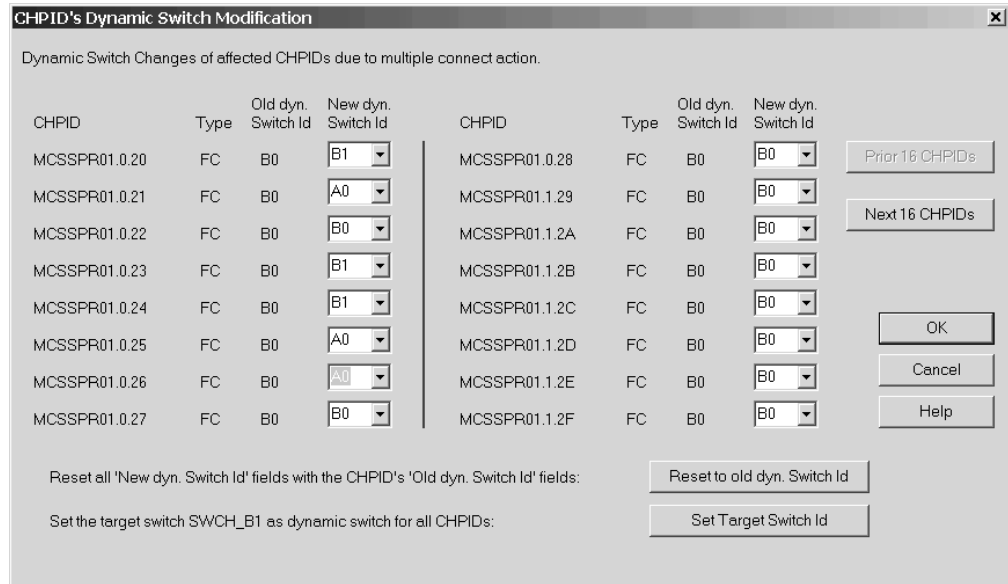 CHPID's Dynamic Switch Modification
Dynamic Switch Changes of affected CHPIDs due to multiple connect action.
CHPID Type Old dyn. Switch Id New dyn. Switch Id CHPID Type Old dyn. Switch Id New dyn. Switch Id
MCSSPR01.0.20 FC B0 B1 MCSSPR01.0.28 FC B0 B0
MCSSPR01.0.21 FC B0 A0 MCSSPR01.1.29 FC B0 B0
MCSSPR01.0.22 FC B0 B0 MCSSPR01.1.2A FC B0 B0
MCSSPR01.0.23 FC B0 B1 MCSSPR01.1.2B FC B0 B0
MCSSPR01.0.24 FC B0 B1 MCSSPR01.1.2C FC B0 B0
MCSSPR01.0.25 FC B0 A0 MCSSPR01.1.2D FC B0 B0
MCSSPR01.0.26 FC B0 A0 MCSSPR01.1.2E FC B0 B0
MCSSPR01.0.27 FC B0 B0 MCSSPR01.1.2F FC B0 B0
Prior 16 CHPIDs
Next 16 CHPIDs
OK
Cancel
Help
Reset all 'New dyn. Switch Id' fields with the CHPID's 'Old dyn. Switch Id' fields: Reset to old dyn. Switch Id
Set the target switch SWCH_B1 as dynamic switch for all CHPIDs: Set Target Switch Id